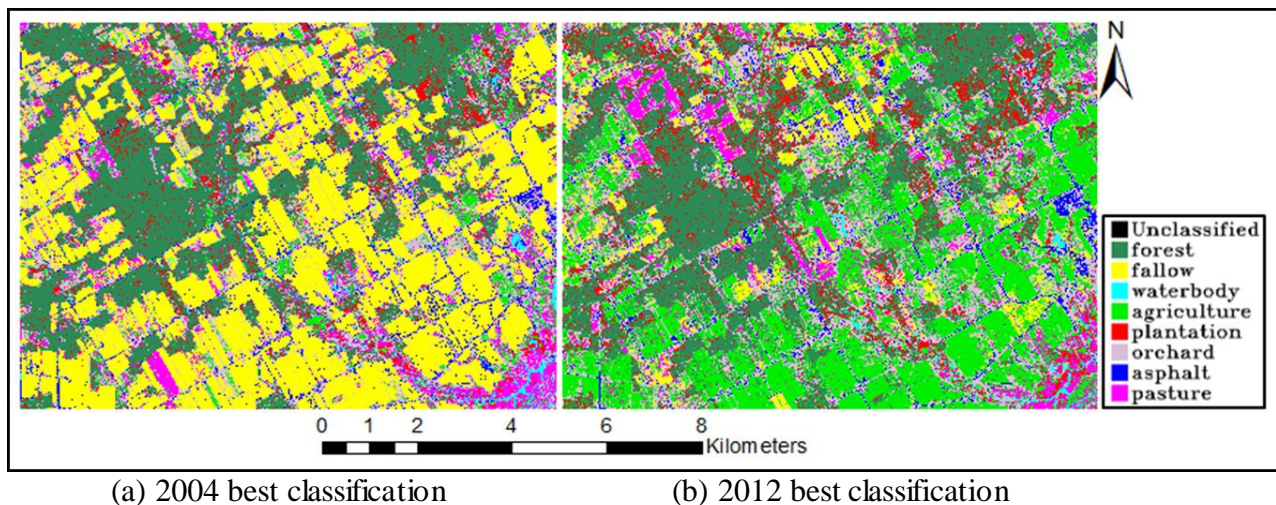 N
Unclassified
forest
fallow
waterbody
agriculture
plantation
orchard
asphalt
pasture
0 1 2 4 6 8
Kilometers
(a) 2004 best classification
(b) 2012 best classification